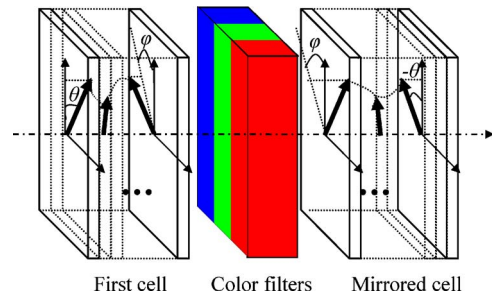 φ φ
θ -θ
First cell Color filters Mirrored cell